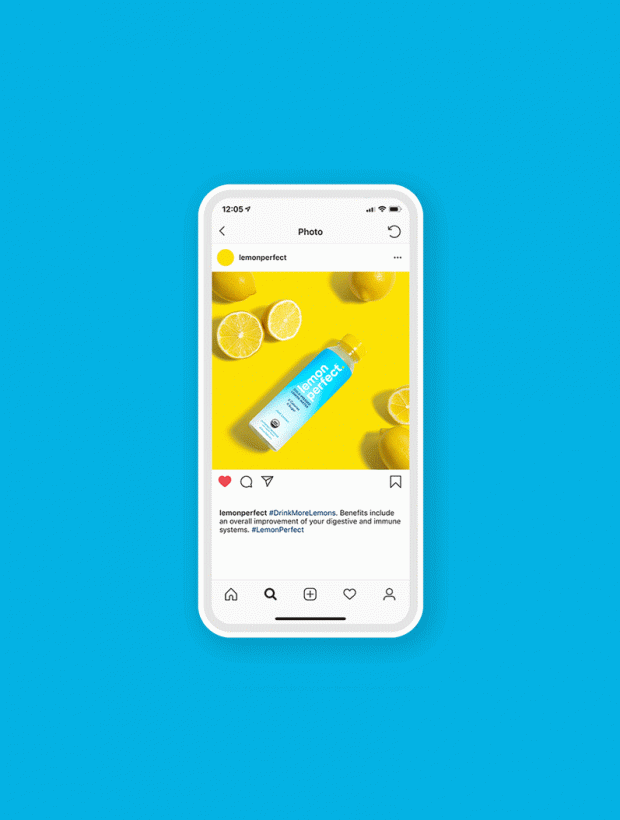 12:05
Photo
lemonperfect
lemon
perfect.
lemonperfect #DrinkMoreLemons. Benefits include
an overall improvement of your digestive and immune
systems. #LemonPerfect